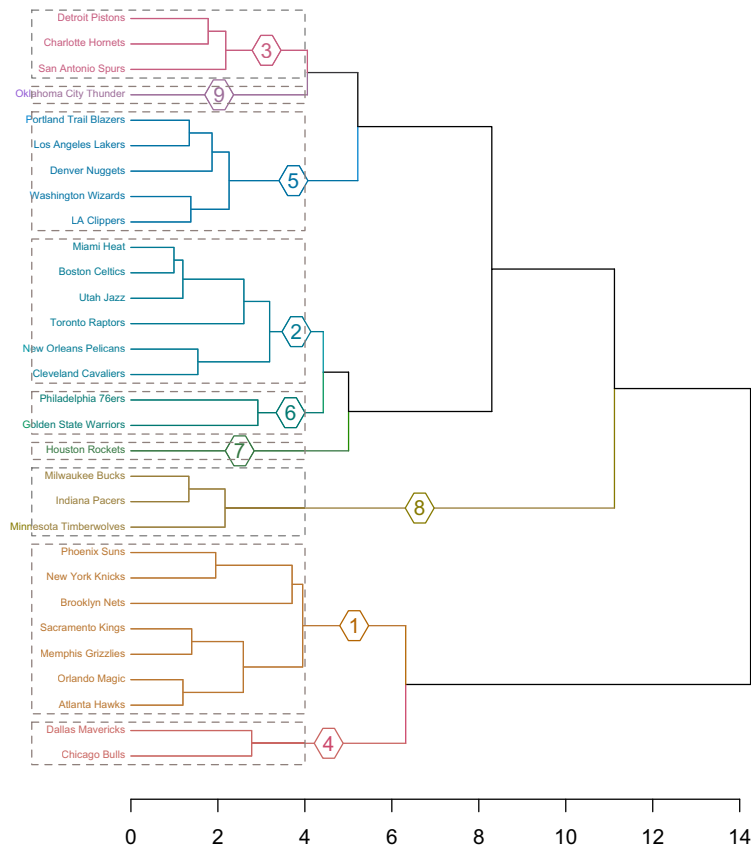 Detroit Pistons
Charlotte Hornets
3
San Antonio Spurs
Oklahoma City Thunder
9
Portland Trail Blazers
Los Angeles Lakers
Denver Nuggets
5
Washington Wizards
LA Clippers
Miami Heat
Boston Celtics
Utah Jazz
Toronto Raptors
2
New Orleans Pelicans
Cleveland Cavaliers
Philadelphia 76ers
6
Golden State Warriors
Houston Rockets
7
Milwaukee Bucks
Indiana Pacers
8
Minnesota Timberwolves
Phoenix Suns
New York Knicks
Brooklyn Nets
1
Sacramento Kings
Memphis Grizzlies
Orlando Magic
Atlanta Hawks
Dallas Mavericks
4
Chicago Bulls
0 2 4 6 8 10 12 14